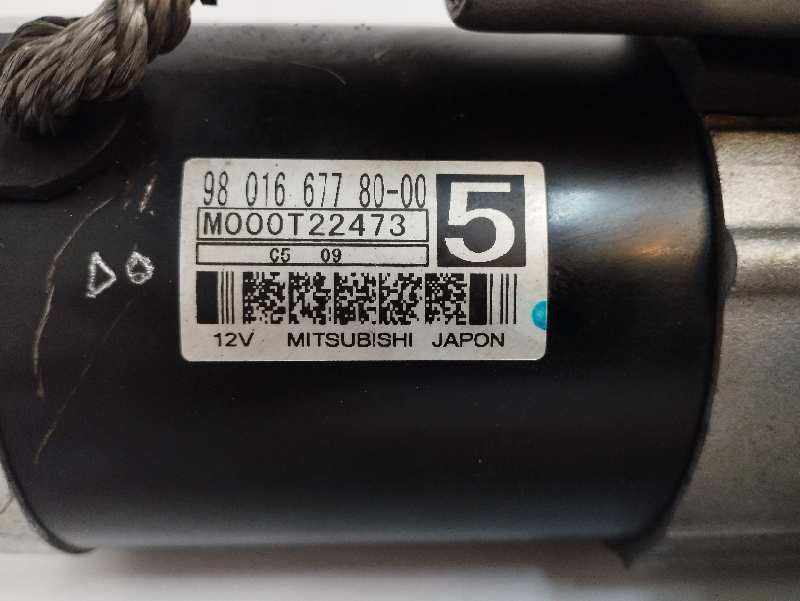 98 016 677 80-00
5
M000T22473
C5 09
12V MITSUBISHI JAPON